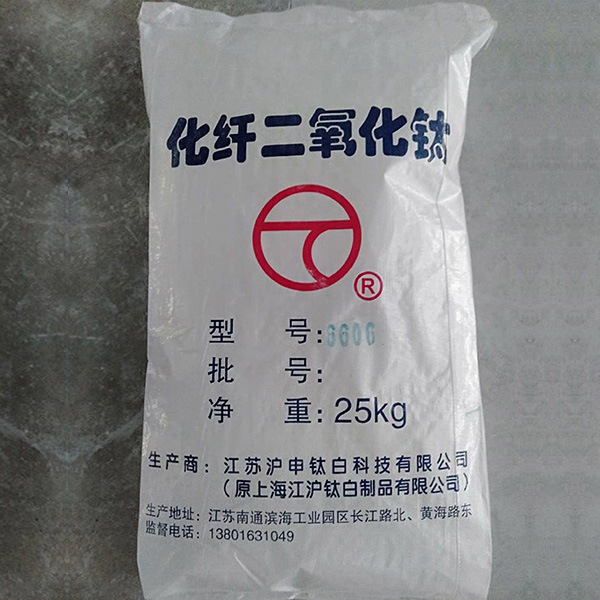 化纤二氧化钛
®
型 号:6606
批 号:
净 重:25kg
生产商:江苏沪申钛白科技有限公司
(原上海江沪钛白制品有限公司)
生产地址:江苏南通滨海工业园区长江路北、黄海路东
监督电话:13801631049